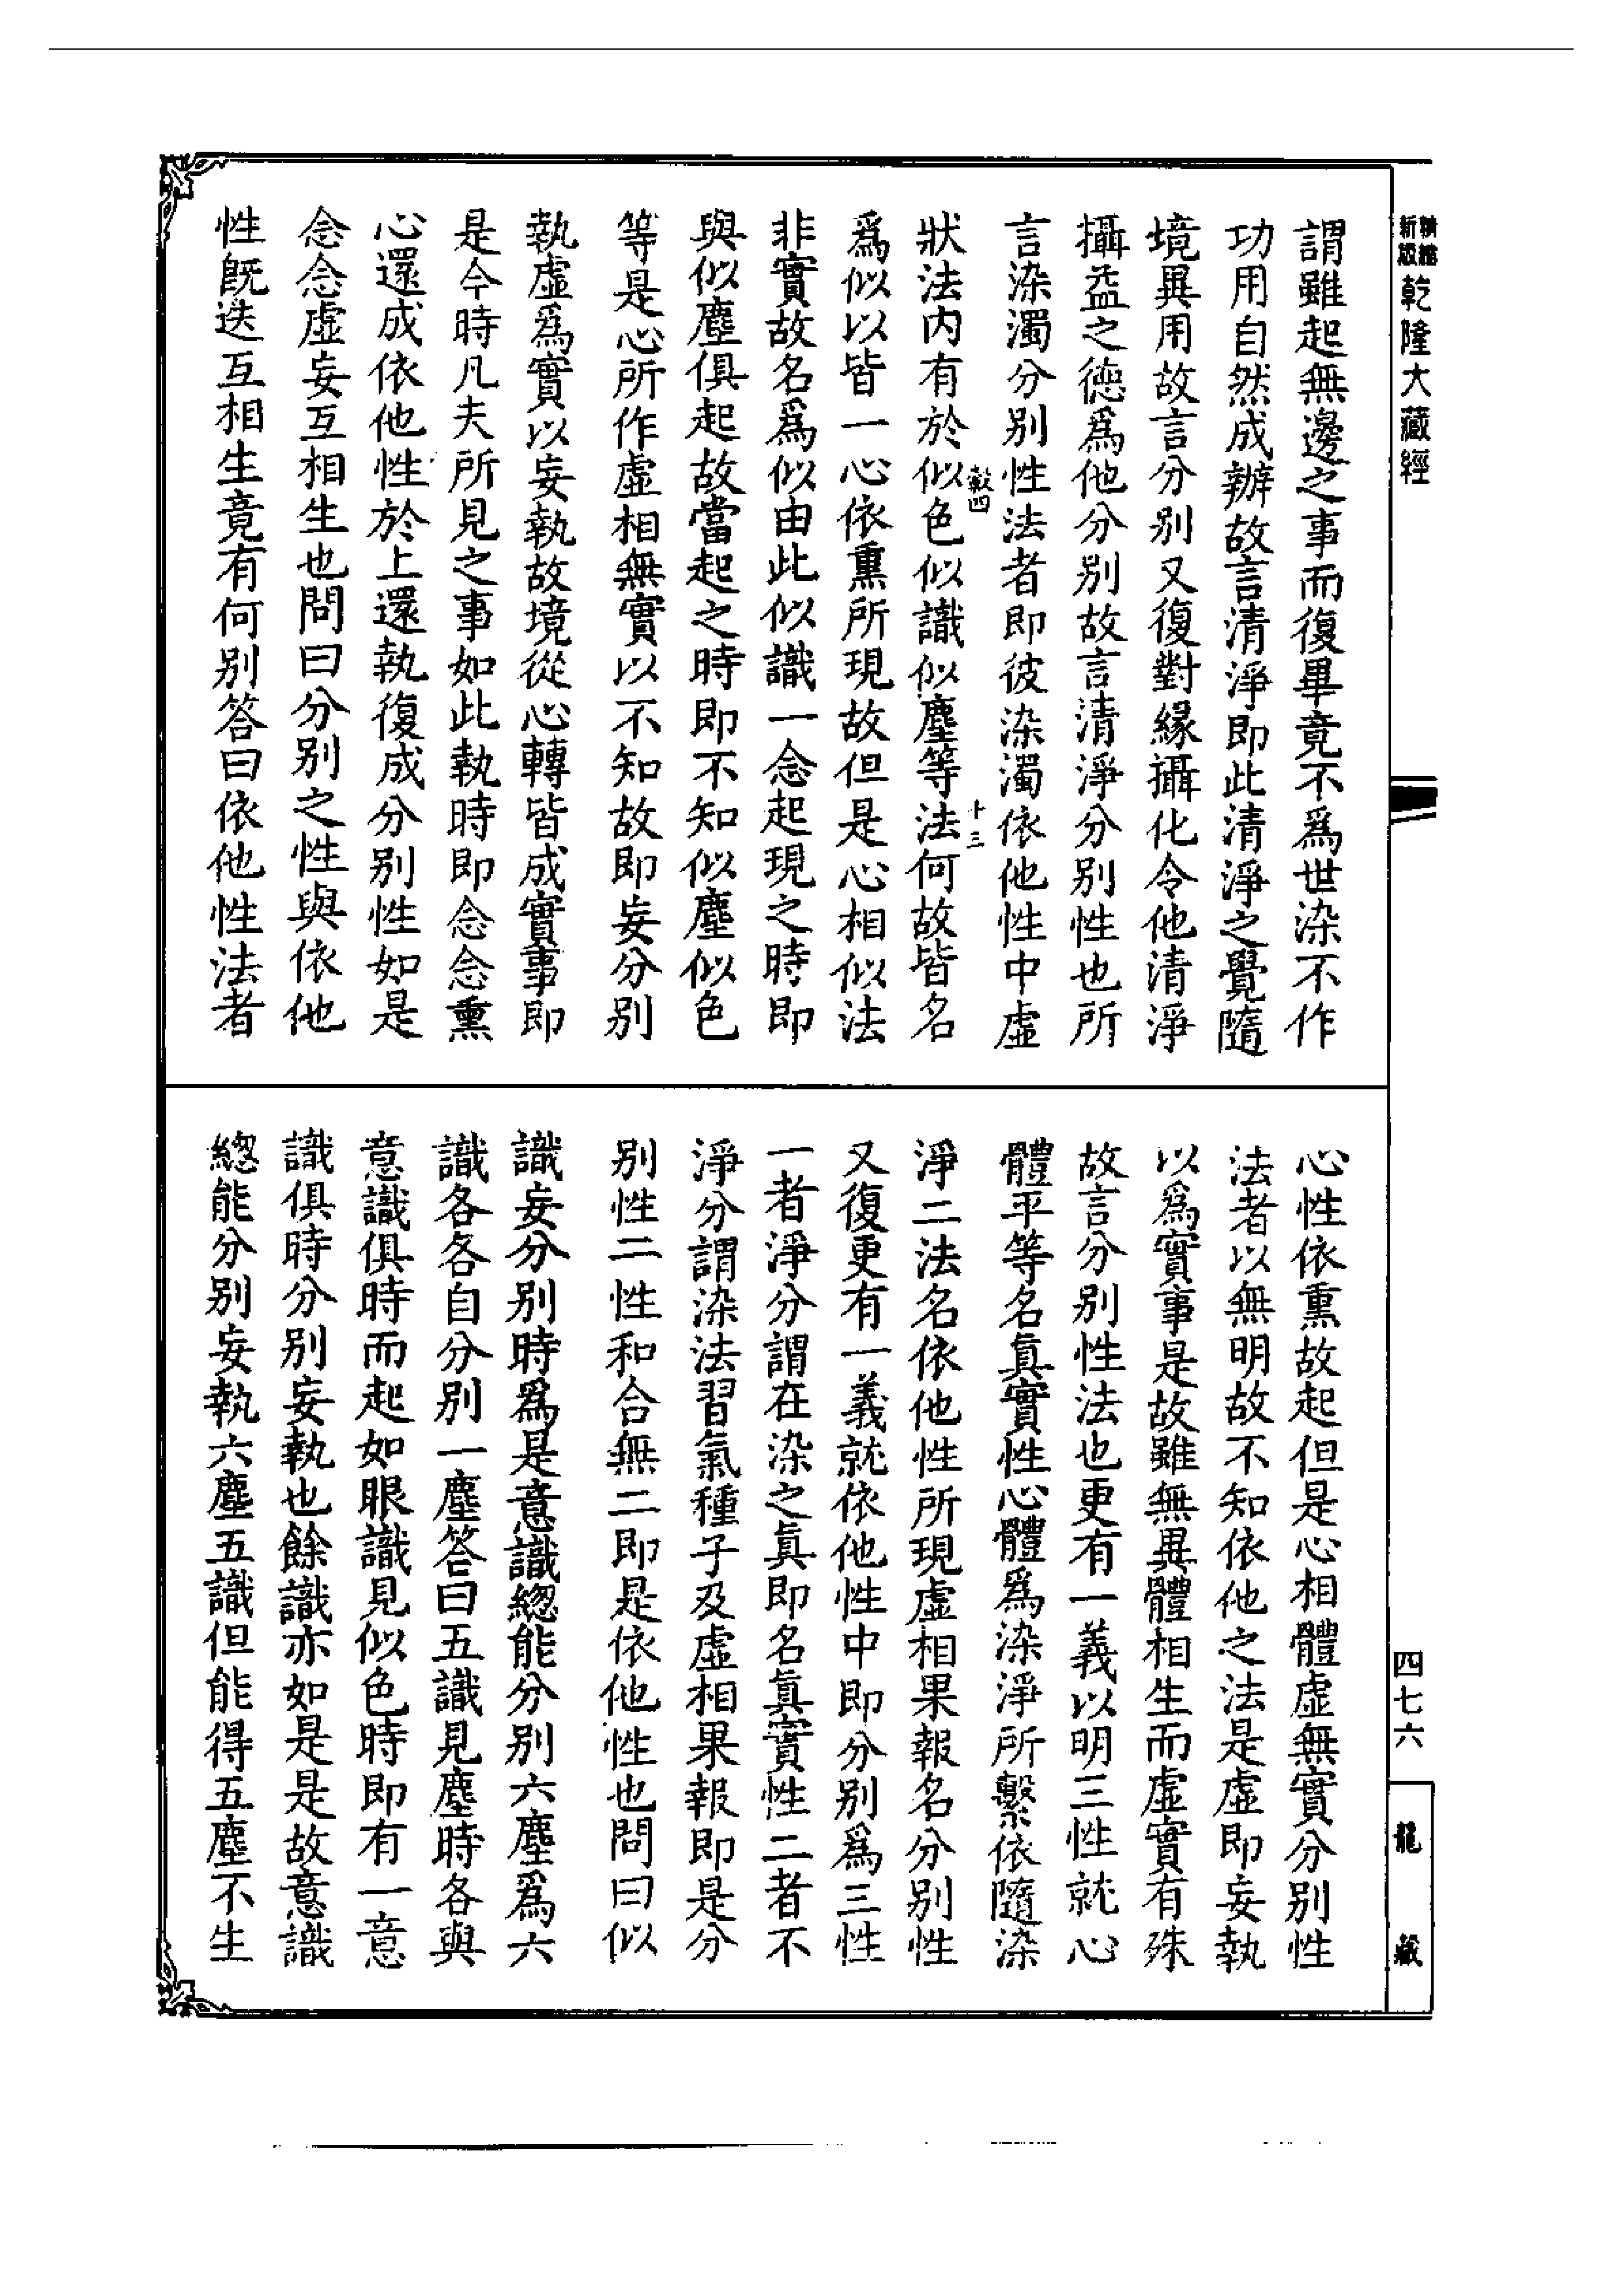 精縮新版乾隆大藏經
四七六
龍藏
謂雖起無邊之事而復畢竟不為世染不作
功用自然成辦故言清淨即此清淨之覺隨
境異用故言分別又復對緣攝化令他清淨
攝益之德為他分別故言清淨分別性也所
言染濁分別性法者即彼染濁依他性中虛
㲉四
十三
狀法內有於似色似識似塵等法何故皆名
為似以皆一心依熏所現故但是心相似法
非實故名為似由此似識一念起現之時即
與似塵俱起故當起之時即不知似塵似色
等是心所作虛相無實以不知故即妄分別
執虛為實以妄執故境從心轉皆成實事即
是今時凡夫所見之事如此執時即念念熏
心還成依他性於上還執復成分別性如是
念念虛妄互相生也問曰分別之性與依他
性既迭互相生竟有何別答曰依他性法者
心性依熏故起但是心相體虛無實分別性
法者以無明故不知依他之法是虛即妄執
以為實事是故雖無異體相生而虛實有殊
故言分別性法也更有一義以明三性就心
體平等名真實性心體為染淨所繫依隨染
淨二法名依他性所現虛相果報名分別性
又復更有一義就依他性中即分別為三性
一者淨分謂在染之真即名真實性二者不
淨分謂染法習氣種子及虛相果報即是分
別性二性和合無二即是依他性也問曰似
識妄分別時為是意識總能分別六塵為六
識各各自分別一塵答曰五識見塵時各與
意識俱時而起如眼識見似色時即有一意
識俱時分別妄執也餘識亦如是是故意識
總能分別妄執六塵五識但能得五塵不生